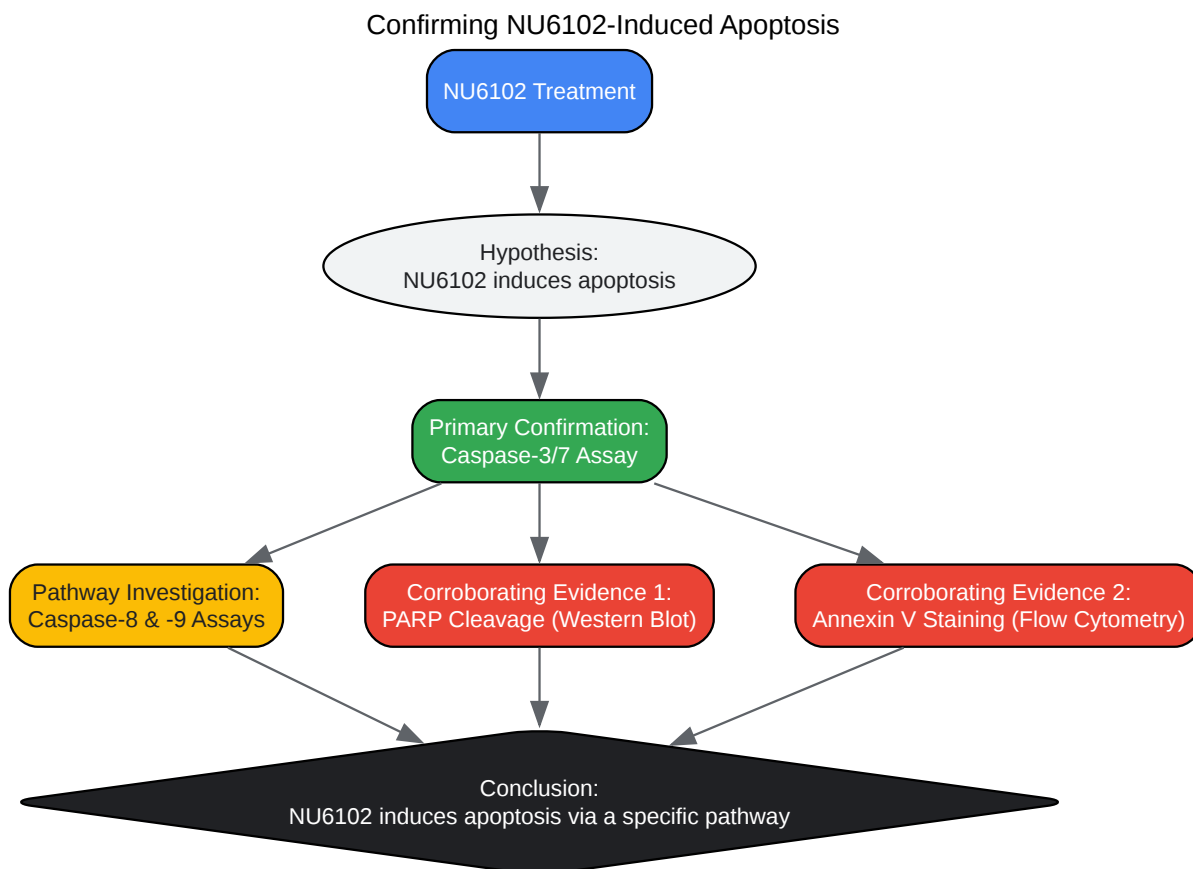 Confirming NU6102-Induced Apoptosis
NU6102 Treatment
Hypothesis:
NU6102 induces apoptosis
Primary Confirmation:
Caspase-3/7 Assay
Pathway Investigation:
Caspase-8 & -9 Assays
Corroborating Evidence 1:
PARP Cleavage (Western Blot)
Corroborating Evidence 2:
Annexin V Staining (Flow Cytometry)
Conclusion:
NU6102 induces apoptosis via a specific pathway